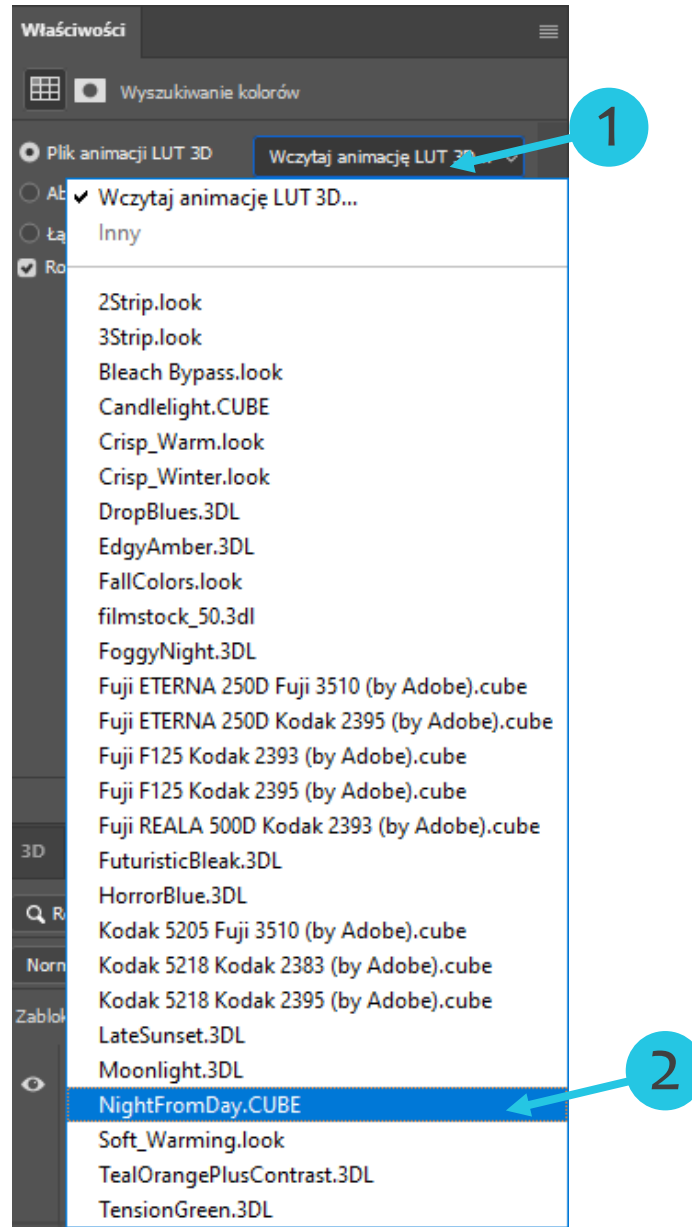 Właściwości
Wyszukiwanie kolorów
1
Plik animacji LUT 3D Wczytaj animację LUT 3D...
Wczytaj animację LUT 3D...
Inny
2Strip.look
3Strip.look
Bleach Bypass.look
Candlelight.CUBE
Crisp_Warm.look
Crisp_Winter.look
DropBlues.3DL
EdgyAmber.3DL
FallColors.look
filmstock_50.3dl
FoggyNight.3DL
Fuji ETERNA 250D Fuji 3510 (by Adobe).cube
Fuji ETERNA 250D Kodak 2395 (by Adobe).cube
Fuji F125 Kodak 2393 (by Adobe).cube
Fuji F125 Kodak 2395 (by Adobe).cube
Fuji REALA 500D Kodak 2393 (by Adobe).cube
3D
FuturisticBleak.3DL
HorrorBlue.3DL
Kodak 5205 Fuji 3510 (by Adobe).cube
Norn
Kodak 5218 Kodak 2383 (by Adobe).cube
Kodak 5218 Kodak 2395 (by Adobe).cube
Zablok
LateSunset.3DL
Moonlight.3DL
2
NightFromDay.CUBE
Soft_Warming.look
TealOrangePlusContrast.3DL
TensionGreen.3DL